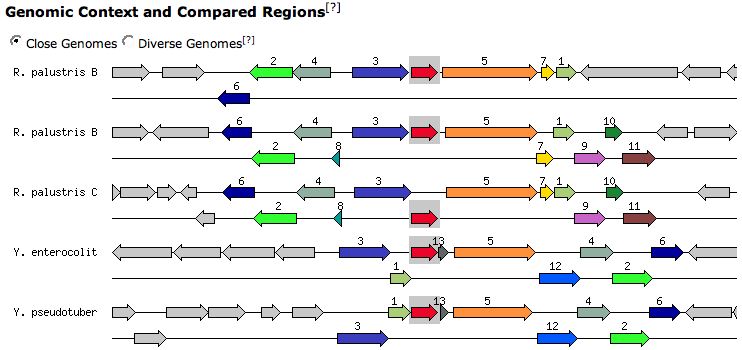 Genomic Context and Compared Regions[?]
Close Genomes Diverse Genomes[?]
R. palustris B 2 4 3 5 7 1
6
R. palustris B 6 4 3 5 1 10
2 8 7 9 11
R. palustris C 6 4 3 5 7 1 10
2 8 9 11
Y. enterocolit 3 13 5 4 6
1 12 2
Y. pseudotuber 1 13 5 4 6
3 12 2